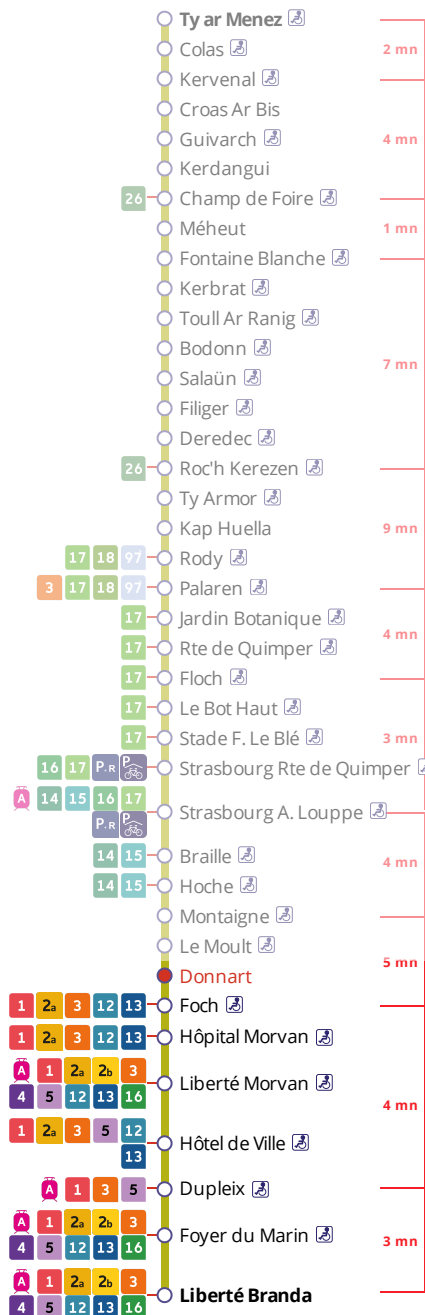 Ty ar Menez
Colas
2 mn
Kervenal
Croas Ar Bis
Guivarch
4 mn
Kerdangui
26 Champ de Foire
Méheut
1 mn
Fontaine Blanche
Kerbrat
Toull Ar Ranig
Bodonn
7 mn
Salaün
Filiger
Deredec
26 Roc'h Kerezen
Ty Armor
Kap Huella
9 mn
17 18 97 Rody
3 17 18 97 Palaren
17 Jardin Botanique
17 Rte de Quimper
4 mn
17 Floch
17 Le Bot Haut
17 Stade F. Le Blé
3 mn
16 17 P+R P Strasbourg Rte de Quimper
A 14 15 16 17
P+R P
Strasbourg A. Louppe
14 15 Braille
4 mn
14 15 Hoche
Montaigne
Le Moult
5 mn
Donnart
1 2a 3 12 13 Foch
1 2a 3 12 13 Hôpital Morvan
A 1 2a 2b 3
4 5 12 13 16
Liberté Morvan
4 mn
1 2a 3 5 12
13
Hôtel de Ville
A 1 3 5 Dupleix
A 1 2a 2b 3
4 5 12 13 16
Foyer du Marin
3 mn
A 1 2a 2b 3
4 5 12 13 16
Liberté Branda